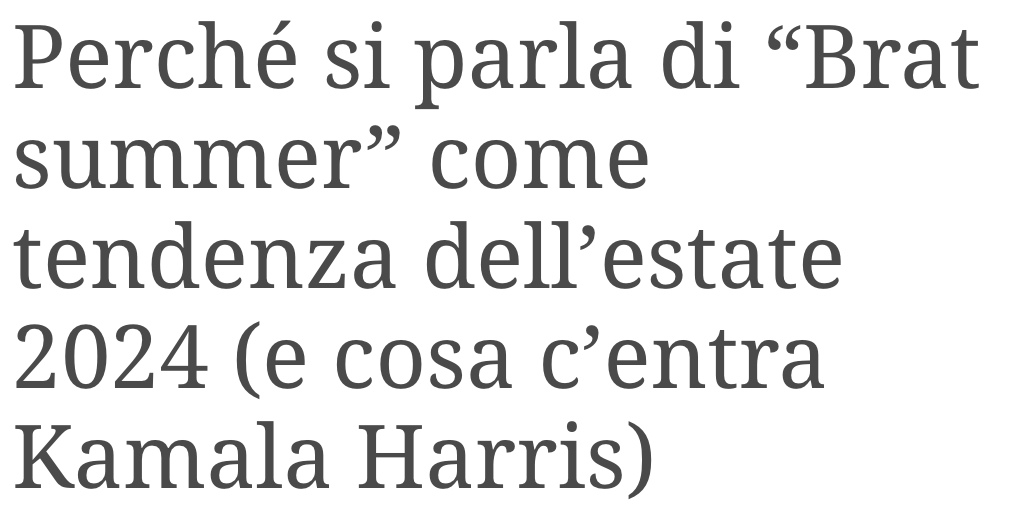 Perché si parla di “Brat
summer” come
tendenza dell’estate
2024 (e cosa c’entra
Kamala Harris)